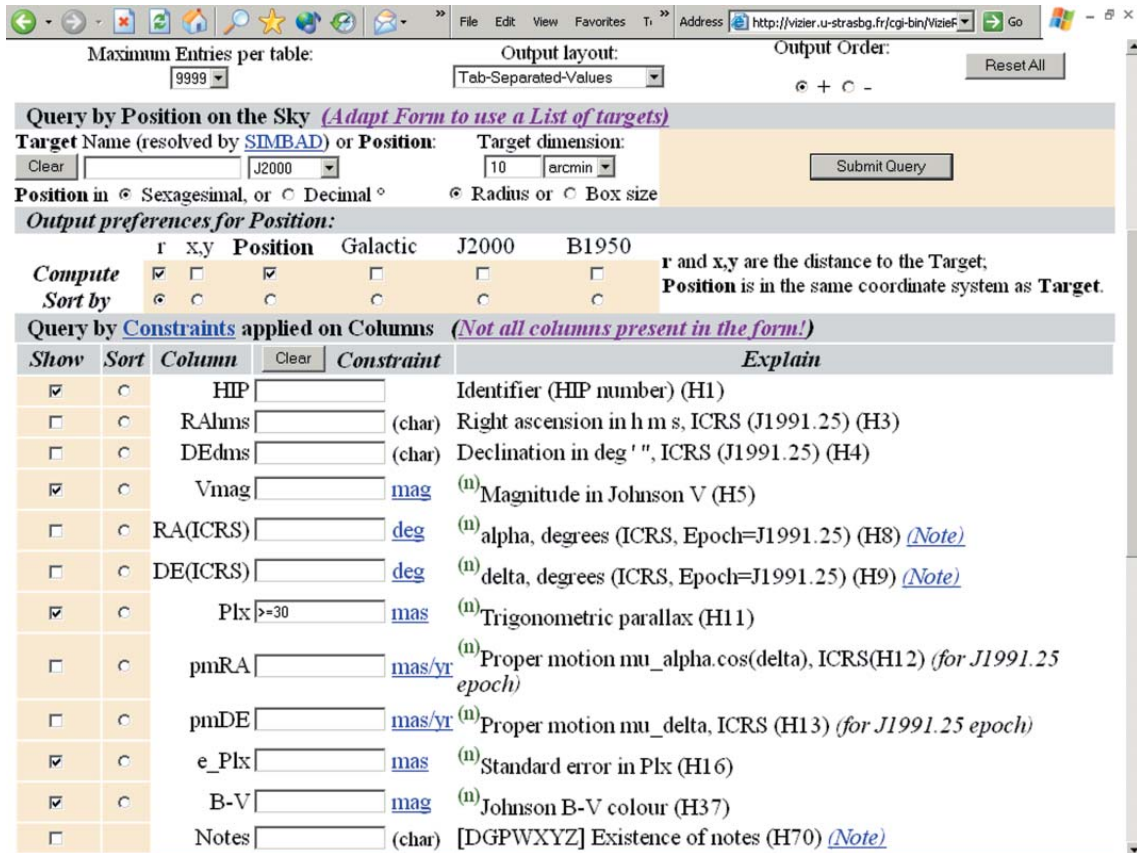 » File Edit View Favorites » Address http://vizier.u-strasbg.fr/cgi-bin/VizieF Go
Maximum Entries per table: Output layout: Output Order:
9999 Tab-Separated-Values + - Reset All
Query by Position on the Sky (Adapt Form to use a List of targets)
Target Name (resolved by SIMBAD) or Position: Target dimension:
Clear J2000 10 arcmin Submit Query
Position in Sexagesimal, or Decimal ° Radius or Box size
Output preferences for Position:
r x,y Position Galactic J2000 B1950
Compute r and x,y are the distance to the Target;
Sort by Position is in the same coordinate system as Target.
Query by Constraints applied on Columns (Not all columns present in the form!)
Show Sort Column Clear Constraint Explain
HIP Identifier (HIP number) (H1)
RAhms (char) Right ascension in h m s, ICRS (J1991.25) (H3)
DEdms (char) Declination in deg ' ", ICRS (J1991.25) (H4)
Vmag mag (n)Magnitude in Johnson V (H5)
RA(ICRS) deg (n)alpha, degrees (ICRS, Epoch=J1991.25) (H8) (Note)
DE(ICRS) deg (n)delta, degrees (ICRS, Epoch=J1991.25) (H9) (Note)
Plx >=30 mas (n)Trigonometric parallax (H11)
pmRA mas/yr (n)Proper motion mu_alpha.cos(delta), ICRS(H12) (for J1991.25
epoch)
pmDE mas/yr (n)Proper motion mu_delta, ICRS (H13) (for J1991.25 epoch)
e_Plx mas (n)Standard error in Plx (H16)
B-V mag (n)Johnson B-V colour (H37)
Notes (char) [DGPWXYZ] Existence of notes (H70) (Note)